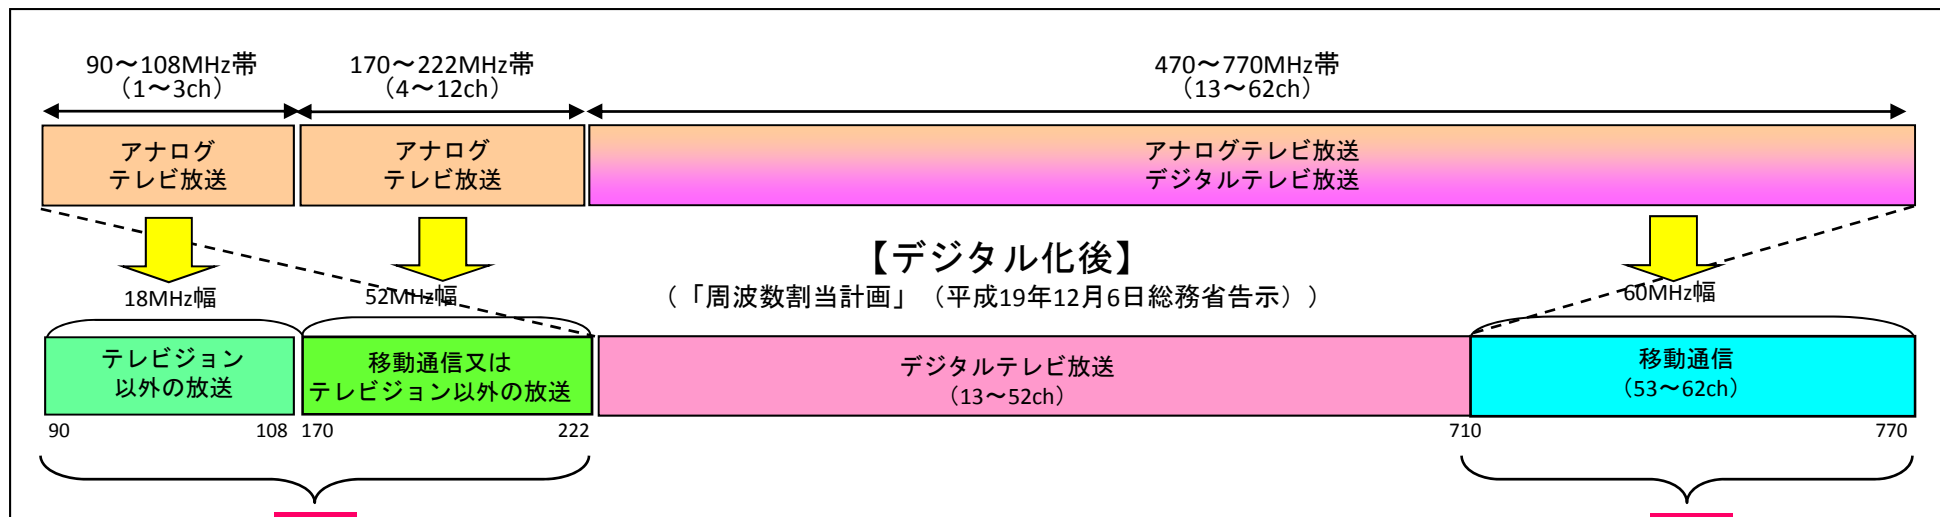 90～108MHz帯
（1～3ch）
170～222MHz帯
（4～12ch）
470～770MHz帯
（13～62ch）
アナログ
テレビ放送
アナログ
テレビ放送
アナログテレビ放送
デジタルテレビ放送
【デジタル化後】
（「周波数割当計画」（平成19年12月6日総務省告示））
18MHz幅
52MHz幅
60MHz幅
テレビジョン
以外の放送
移動通信又は
テレビジョン以外の放送
デジタルテレビ放送
（13～52ch）
移動通信
（53～62ch）
90
108
170
222
710
770